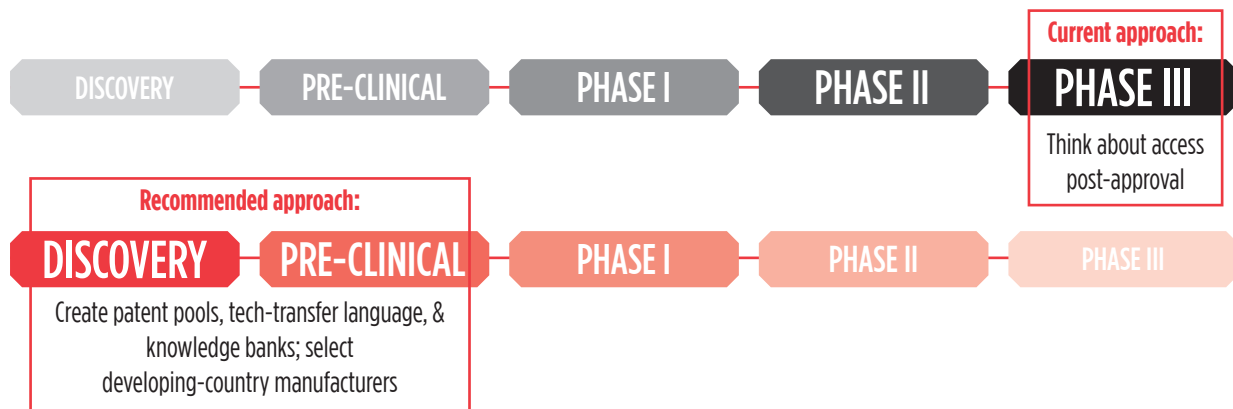 Current approach:
DISCOVERY
PRE-CLINICAL
PHASE I
PHASE II
PHASE III
Think about access
post-approval
Recommended approach:
DISCOVERY
PRE-CLINICAL
PHASE I
PHASE II
PHASE III
Create patent pools, tech-transfer language, &
knowledge banks; select
developing-country manufacturers